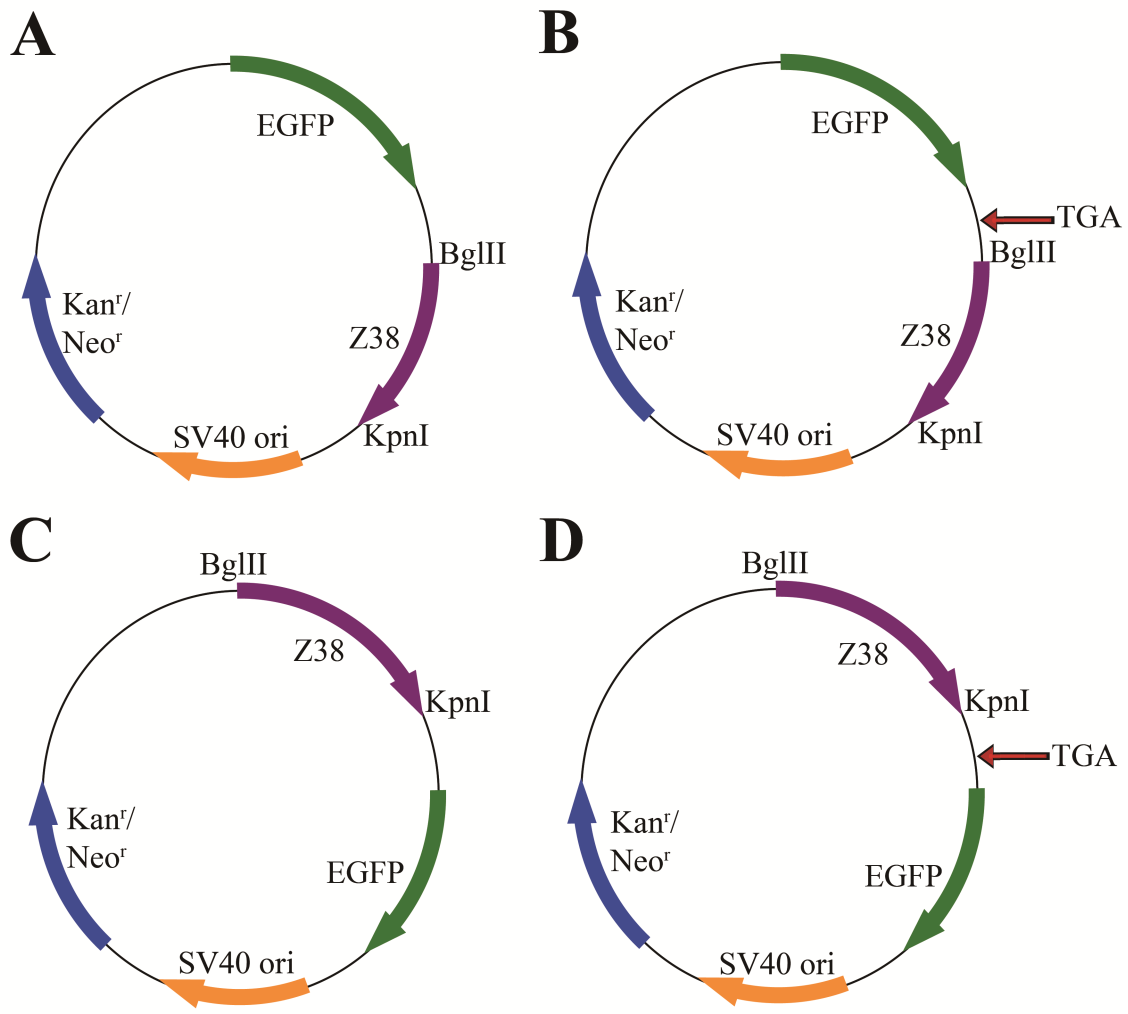 A
EGFP
BglII
Z38
KpnI
SV40 ori
Kanʳ/
Neoʳ
B
EGFP
TGA
BglII
Z38
KpnI
SV40 ori
Kanʳ/
Neoʳ
C
BglII
Z38
KpnI
EGFP
SV40 ori
Kanʳ/
Neoʳ
D
BglII
Z38
KpnI
TGA
EGFP
SV40 ori
Kanʳ/
Neoʳ